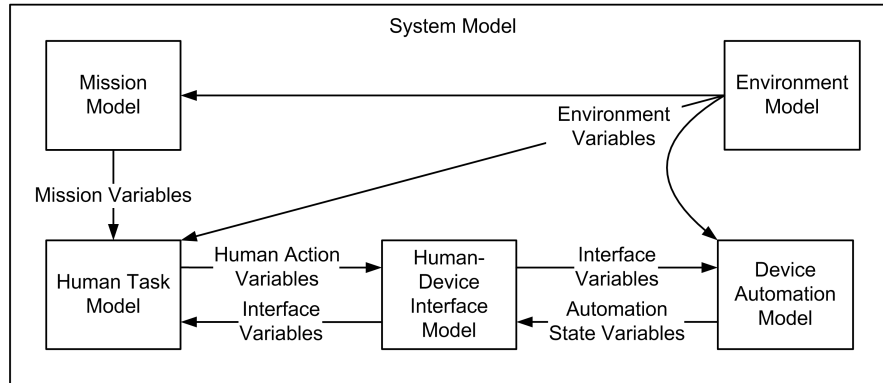 System Model
Mission
Model
Environment
Model
Environment
Variables
Mission Variables
Human Task
Model
Human Action
Variables
Interface
Variables
Human-
Device
Interface
Model
Interface
Variables
Automation
State Variables
Device
Automation
Model